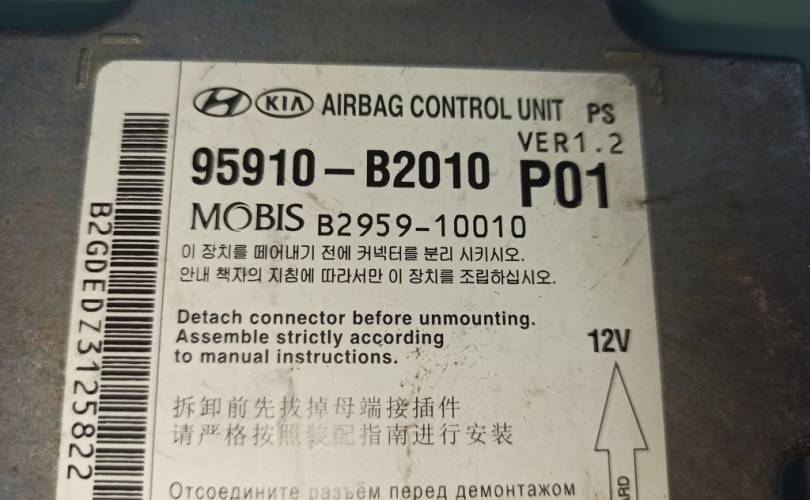 KIA AIRBAG CONTROL UNIT PS
VER1.2
95910-B2010 P01
MOBIS B2959-10010
이 장치를 떼어내기 전에 커넥터를 분리 시키시오.
안내 책자의 지침에 따라서만 이 장치를 조립하십시오.
Detach connector before unmounting.
Assemble strictly according
to manual instructions.
12V
拆卸前先拔掉母端接插件
请严格按照装配指南进行安装
Отсоедините разъём перед демонтажом
RD
B2GDEDZ3125822